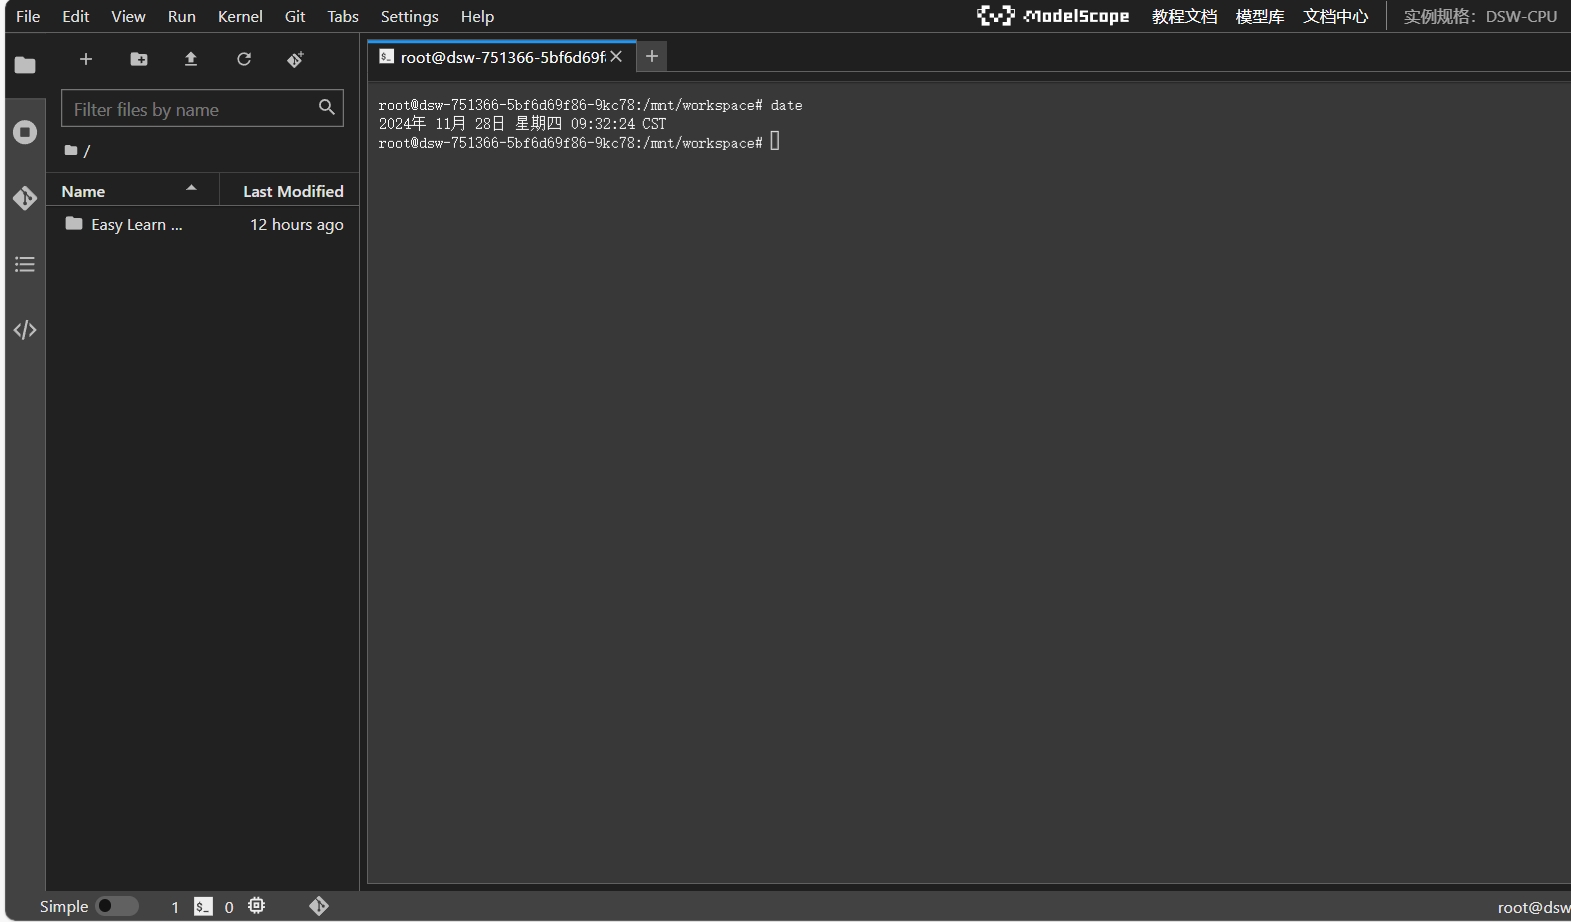 File Edit View Run Kernel Git Tabs Settings Help
ModelScope 教程文档 模型库 文档中心 实例规格：DSW-CPU
Filter files by name
/
Name Last Modified
Easy Learn ... 12 hours ago
root@dsw-751366-5bf6d69f
root@dsw-751366-5bf6d69f86-9kc78:/mnt/workspace# date
2024年 11月 28日 星期四 09:32:24 CST
root@dsw-751366-5bf6d69f86-9kc78:/mnt/workspace#
Simple 1 $_ 0 root@dsw